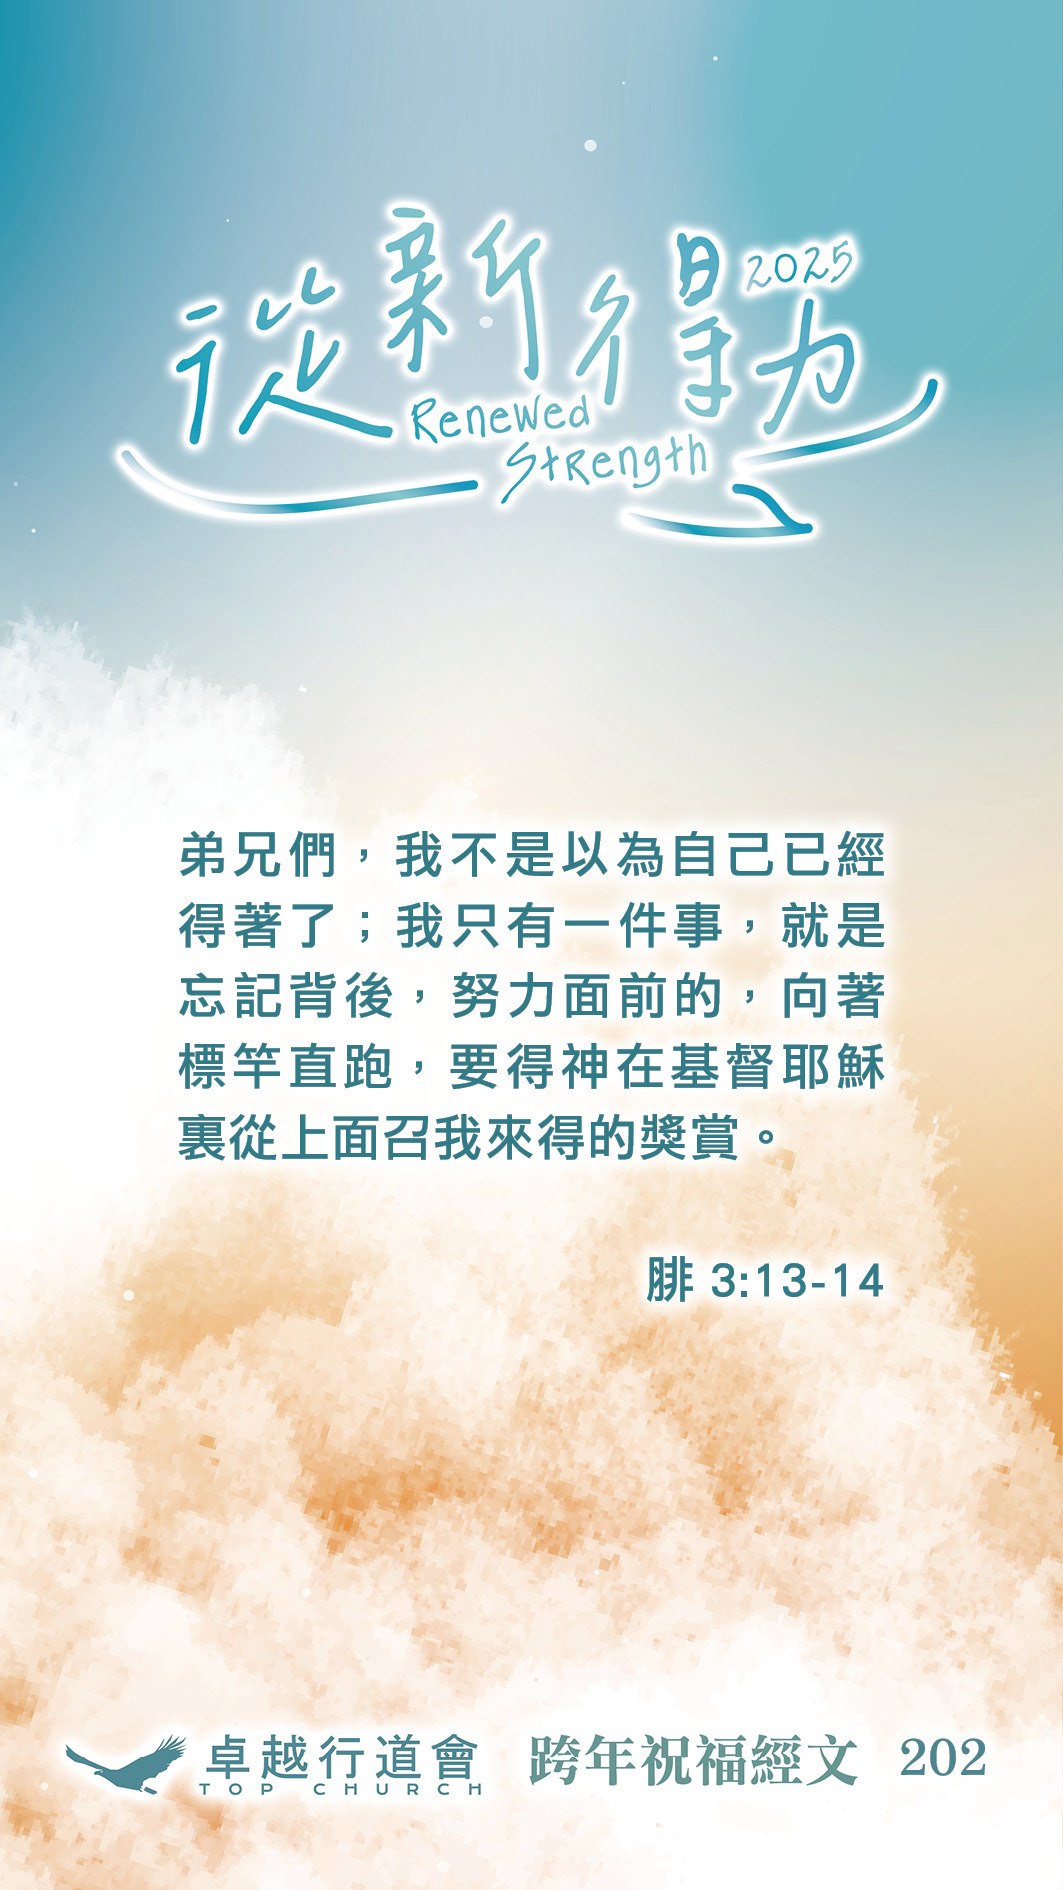 從新得力 2025
Renewed
Strength
弟兄們，我不是以為自己已經
得著了；我只有一件事，就是
忘記背後，努力面前的，向著
標竿直跑，要得神在基督耶穌
裏從上面召我來得的獎賞。
腓 3:13-14
卓越行道會
TOP CHURCH
跨年祝福經文 202